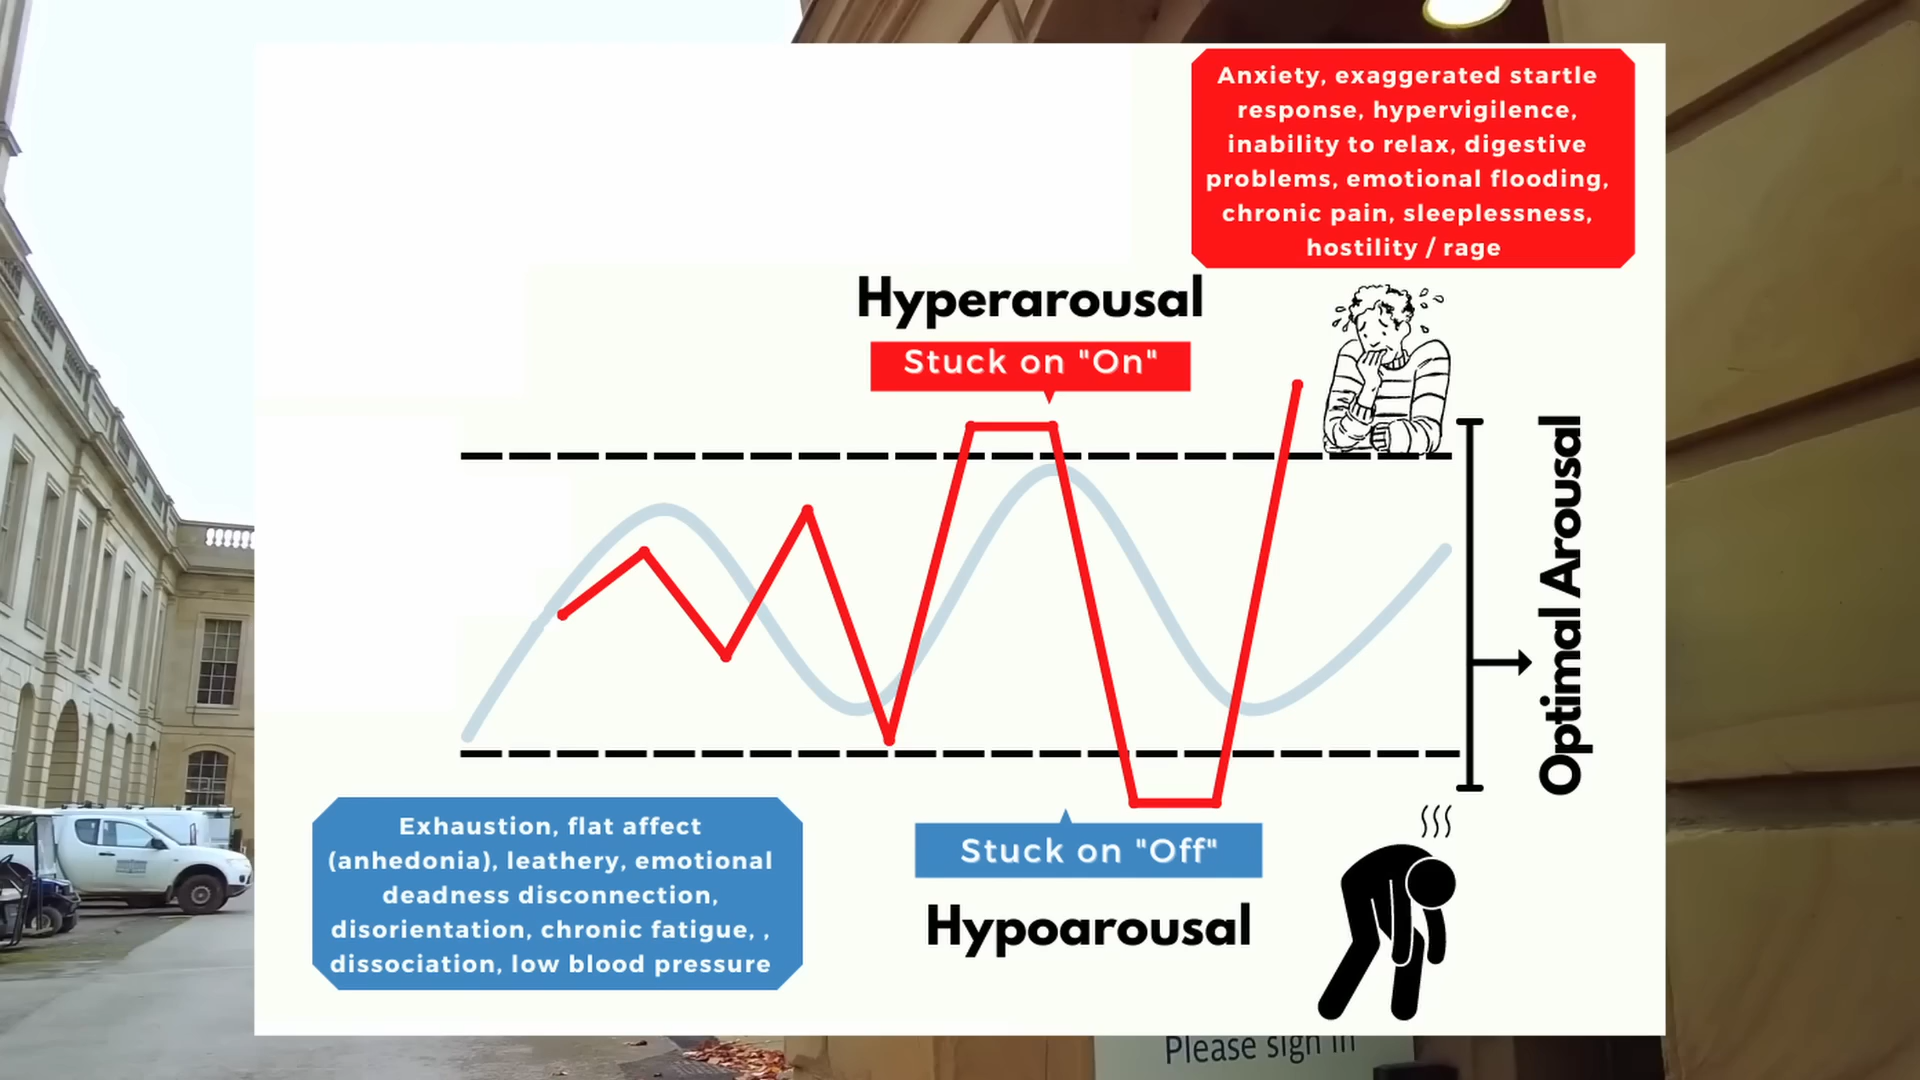 Anxiety, exaggerated startle
response, hypervigilence,
inability to relax, digestive
problems, emotional flooding,
chronic pain, sleeplessness,
hostility / rage
Hyperarousal
Stuck on "On"
Optimal Arousal
Exhaustion, flat affect
(anhedonia), leathery, emotional
deadness disconnection,
disorientation, chronic fatigue, ,
dissociation, low blood pressure
Stuck on "Off"
Hypoarousal
Please sign in